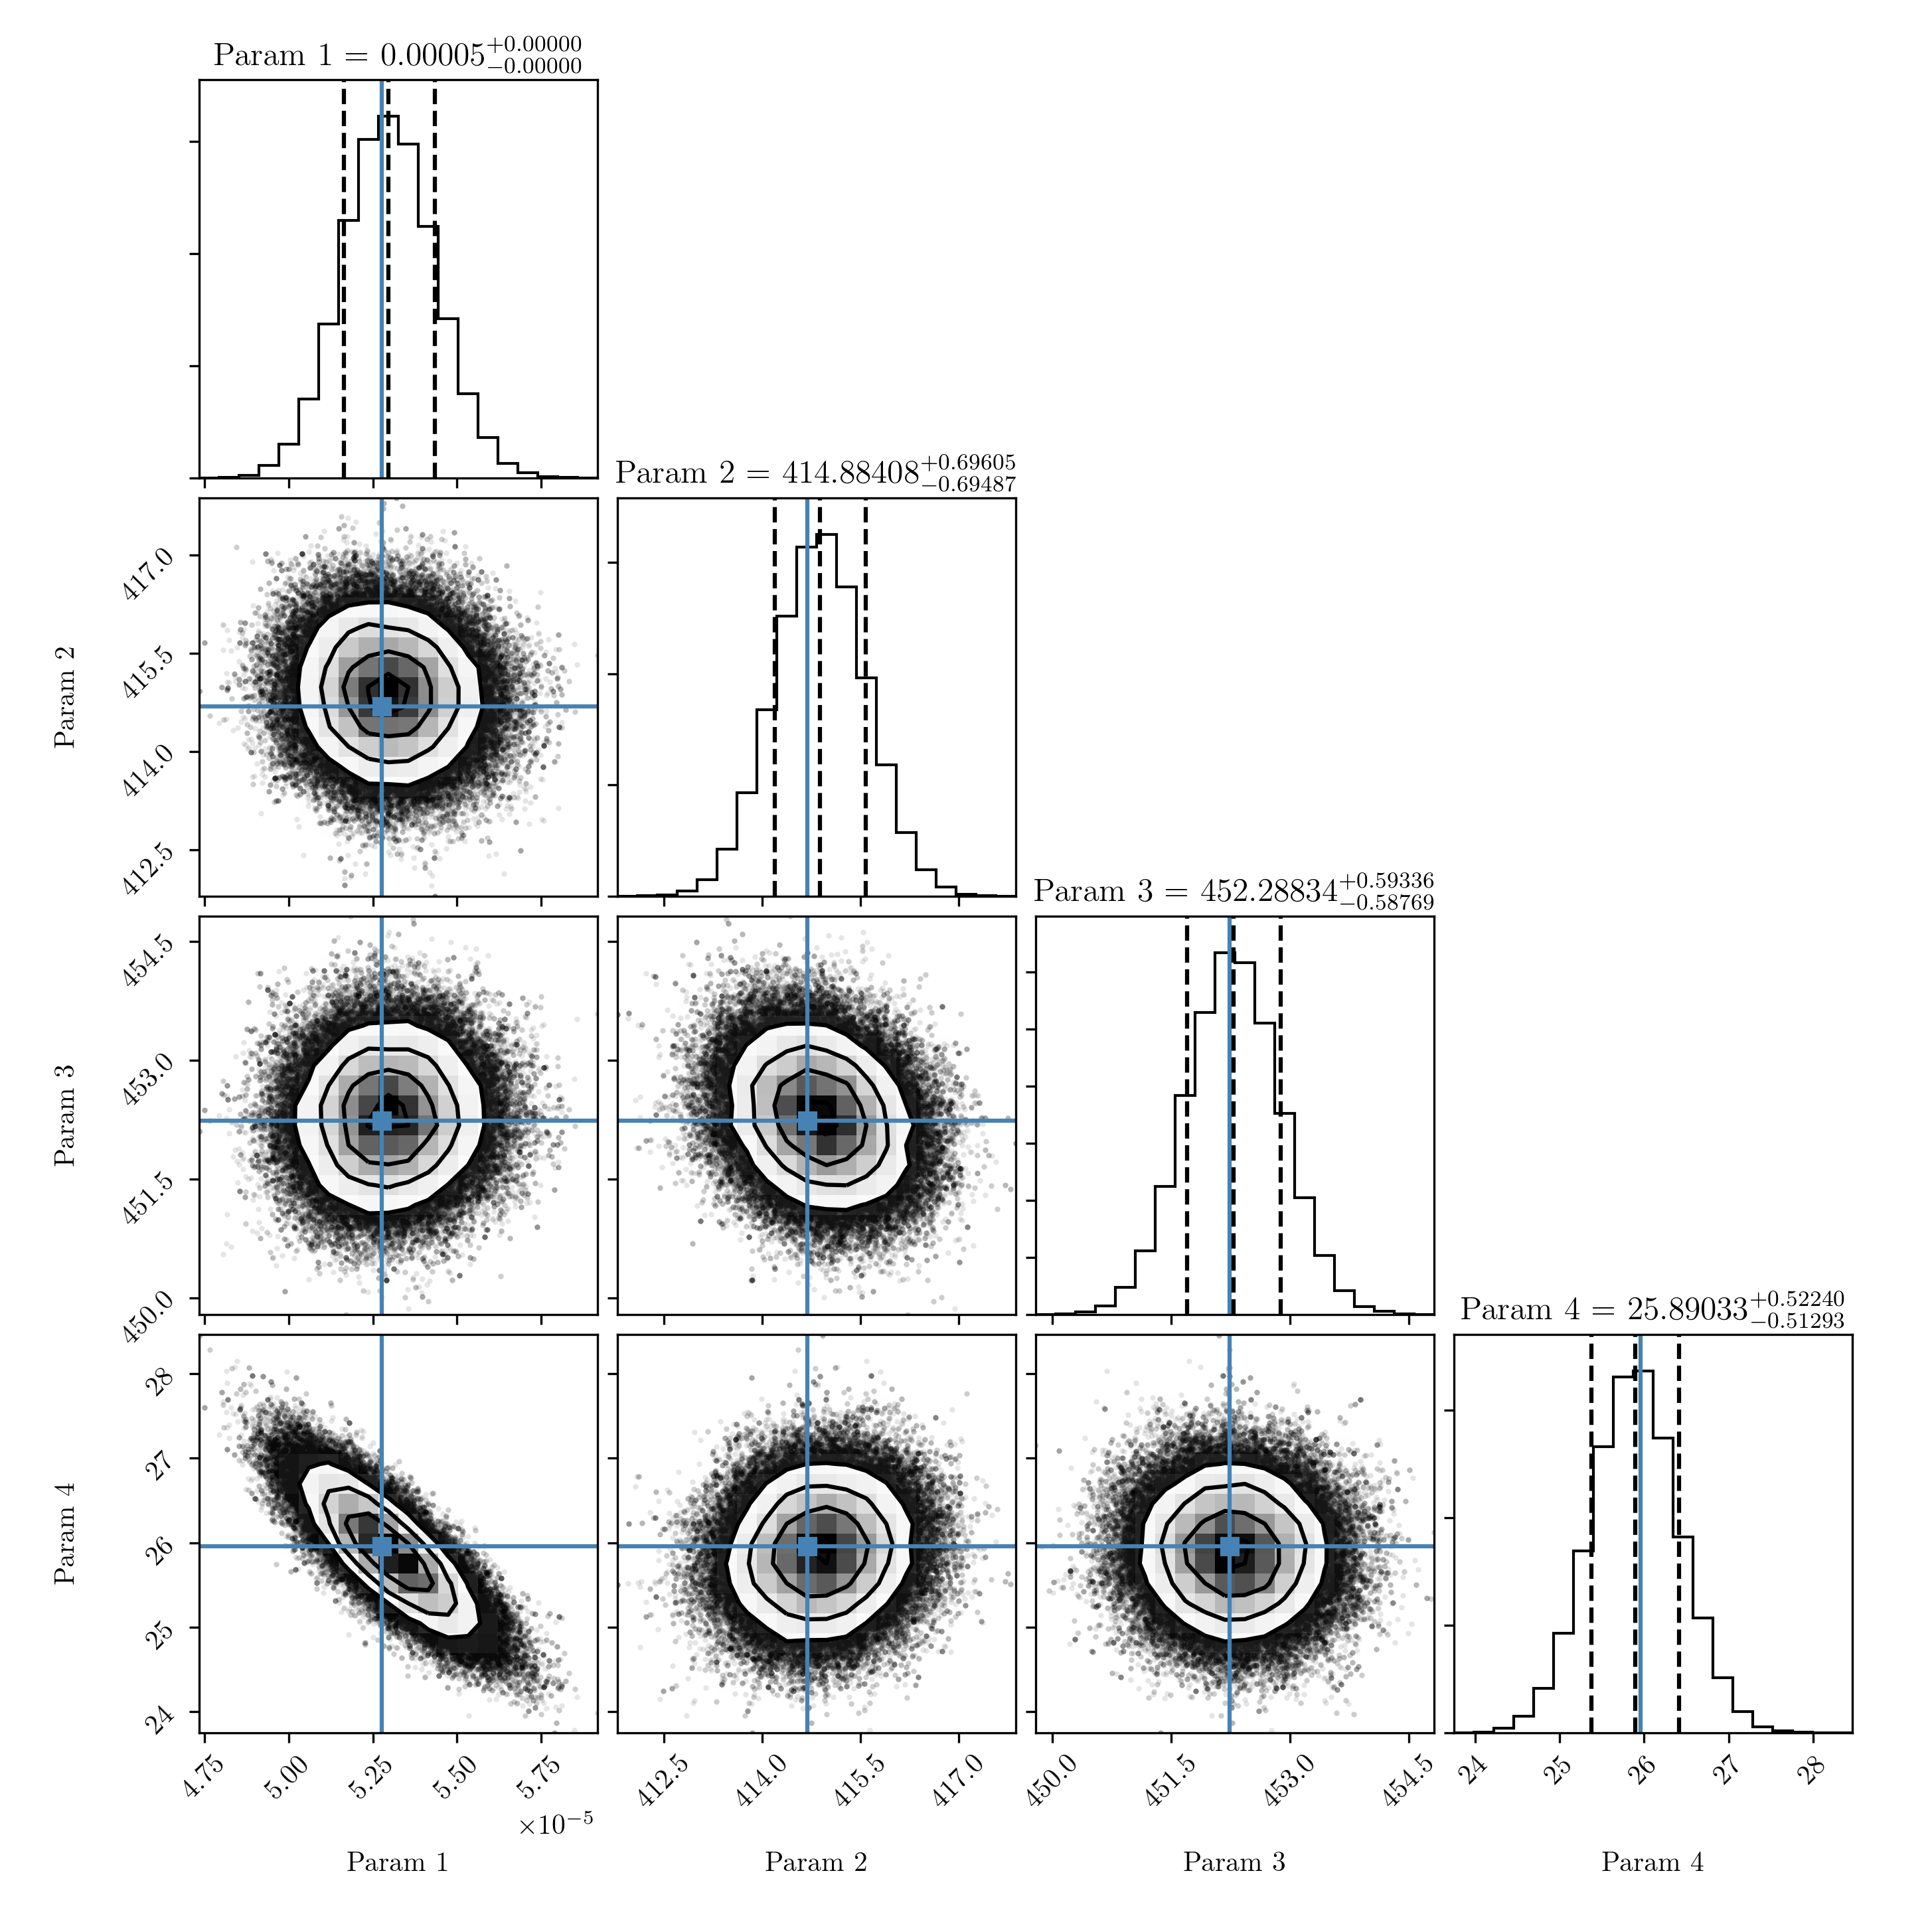 Param 1 = 0.00005+0.00000 −0.00000
Param 2 = 414.88408+0.69605 −0.69487
417.0
415.5
414.0
412.5
Param 2
Param 3 = 452.28834+0.59336 −0.58769
454.5
453.0
451.5
450.0
Param 3
Param 4 = 25.89033+0.52240 −0.51293
28
27
26
25
24
Param 4
4.75 5.00 5.25 5.50 5.75
×10−5
412.5 414.0 415.5 417.0
450.0 451.5 453.0 454.5
24 25 26 27 28
Param 1 Param 2 Param 3 Param 4